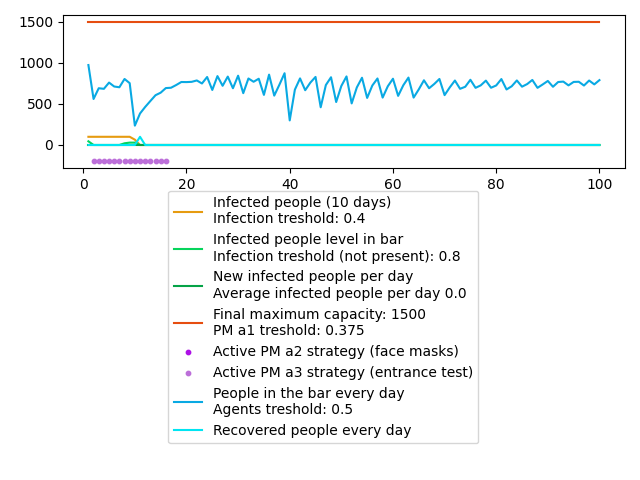 1500
1000
500
0
0 20 40 60 80 100
Infected people (10 days)
Infection treshold: 0.4
Infected people level in bar
Infection treshold (not present): 0.8
New infected people per day
Average infected people per day 0.0
Final maximum capacity: 1500
PM a1 treshold: 0.375
Active PM a2 strategy (face masks)
Active PM a3 strategy (entrance test)
People in the bar every day
Agents treshold: 0.5
Recovered people every day